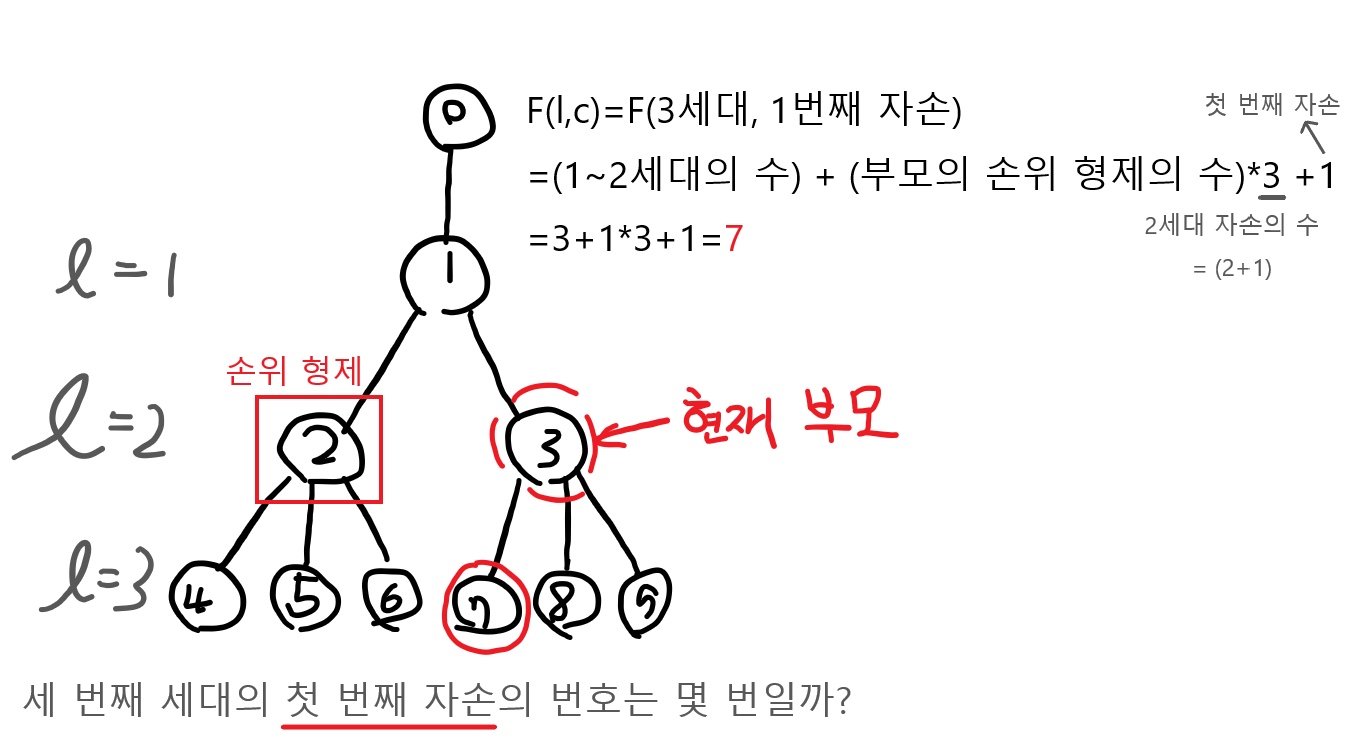 0
F(l,c)=F(3세대, 1번째 자손)
첫 번째 자손
=(1~2세대의 수) + (부모의 손위 형제의 수)*3 +1
2세대 자손의 수
= (2+1)
=3+1*3+1=7
l = 1
1
손위 형제
l = 2
2
3
현재 부모
l = 3
4 5 6 7 8 9
세 번째 세대의 첫 번째 자손의 번호는 몇 번일까?